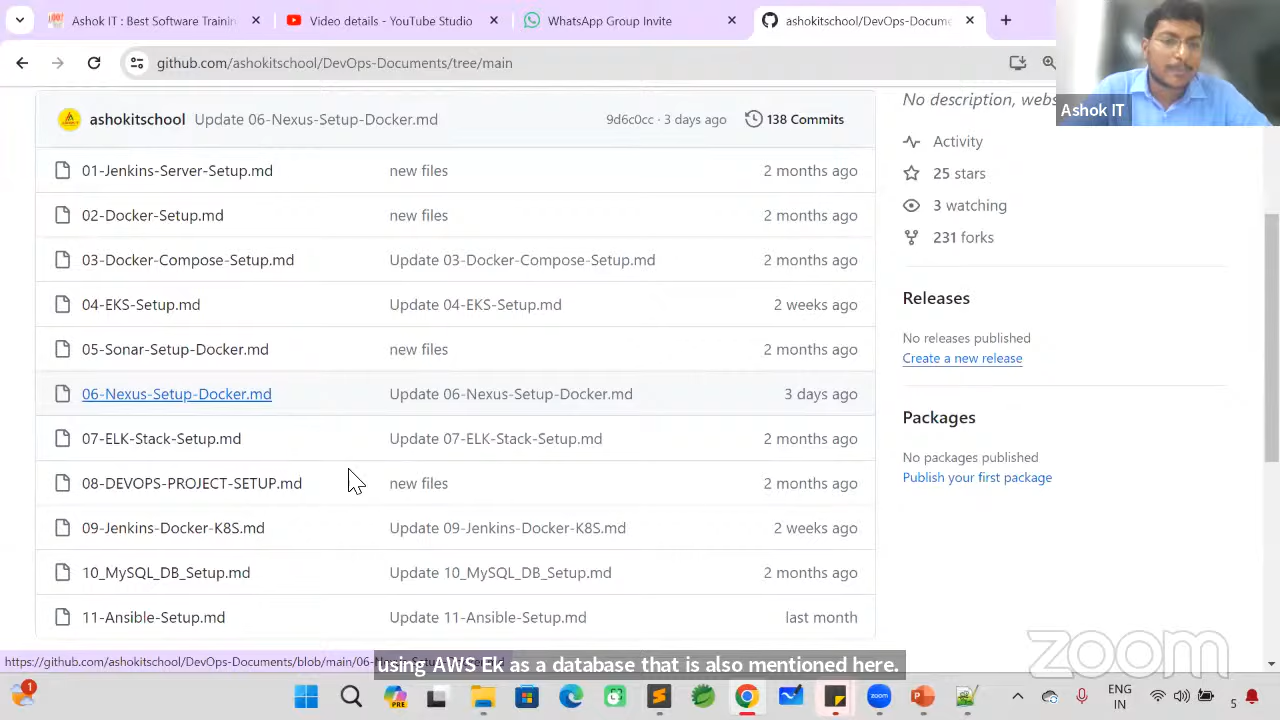 Ashok IT : Best Software Trainin
Video details - YouTube Studio
WhatsApp Group Invite
ashokitschool/DevOps-Docume
github.com/ashokitschool/DevOps-Documents/tree/main
Ashok IT
No description, webs
ashokitschool Update 06-Nexus-Setup-Docker.md 9d6c0cc · 3 days ago 138 Commits
01-Jenkins-Server-Setup.md new files 2 months ago
02-Docker-Setup.md new files 2 months ago
03-Docker-Compose-Setup.md Update 03-Docker-Compose-Setup.md 2 months ago
04-EKS-Setup.md Update 04-EKS-Setup.md 2 weeks ago
05-Sonar-Setup-Docker.md new files 2 months ago
06-Nexus-Setup-Docker.md Update 06-Nexus-Setup-Docker.md 3 days ago
07-ELK-Stack-Setup.md Update 07-ELK-Stack-Setup.md 2 months ago
08-DEVOPS-PROJECT-SETUP.md new files 2 months ago
09-Jenkins-Docker-K8S.md Update 09-Jenkins-Docker-K8S.md 2 weeks ago
10_MySQL_DB_Setup.md Update 10_MySQL_DB_Setup.md 2 months ago
11-Ansible-Setup.md Update 11-Ansible-Setup.md last month
Activity
25 stars
3 watching
231 forks
Releases
No releases published
Create a new release
Packages
No packages published
Publish your first package
zoom
https://github.com/ashokitschool/DevOps-Documents/blob/main/06
using AWS Ek as a database that is also mentioned here.
1
PRE
zoom
ENG
IN
5